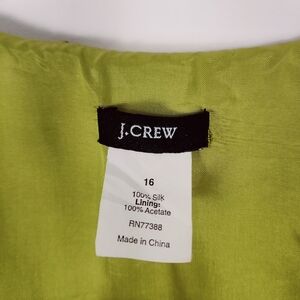 J.CREW
16
100% Silk
Lining:
100% Acetate
RN77388
Made in China